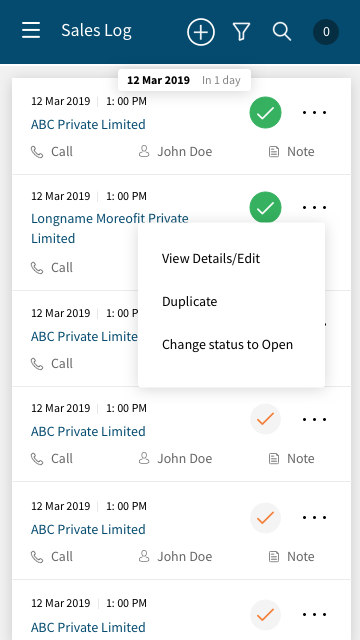 Sales Log
0
12 Mar 2019 In 1 day
12 Mar 2019 | 1: 00 PM
ABC Private Limited
Call John Doe Note
12 Mar 2019 | 1: 00 PM
Longname Moreofit Private
Limited
Call
View Details/Edit
Duplicate
Change status to Open
12 Mar 2019 | 1: 00 P
ABC Private Limite
Call
12 Mar 2019 | 1: 00 PM
ABC Private Limited
Call John Doe Note
12 Mar 2019 | 1: 00 PM
ABC Private Limited
Call John Doe Note
12 Mar 2019 | 1: 00 PM
ABC Private Limited